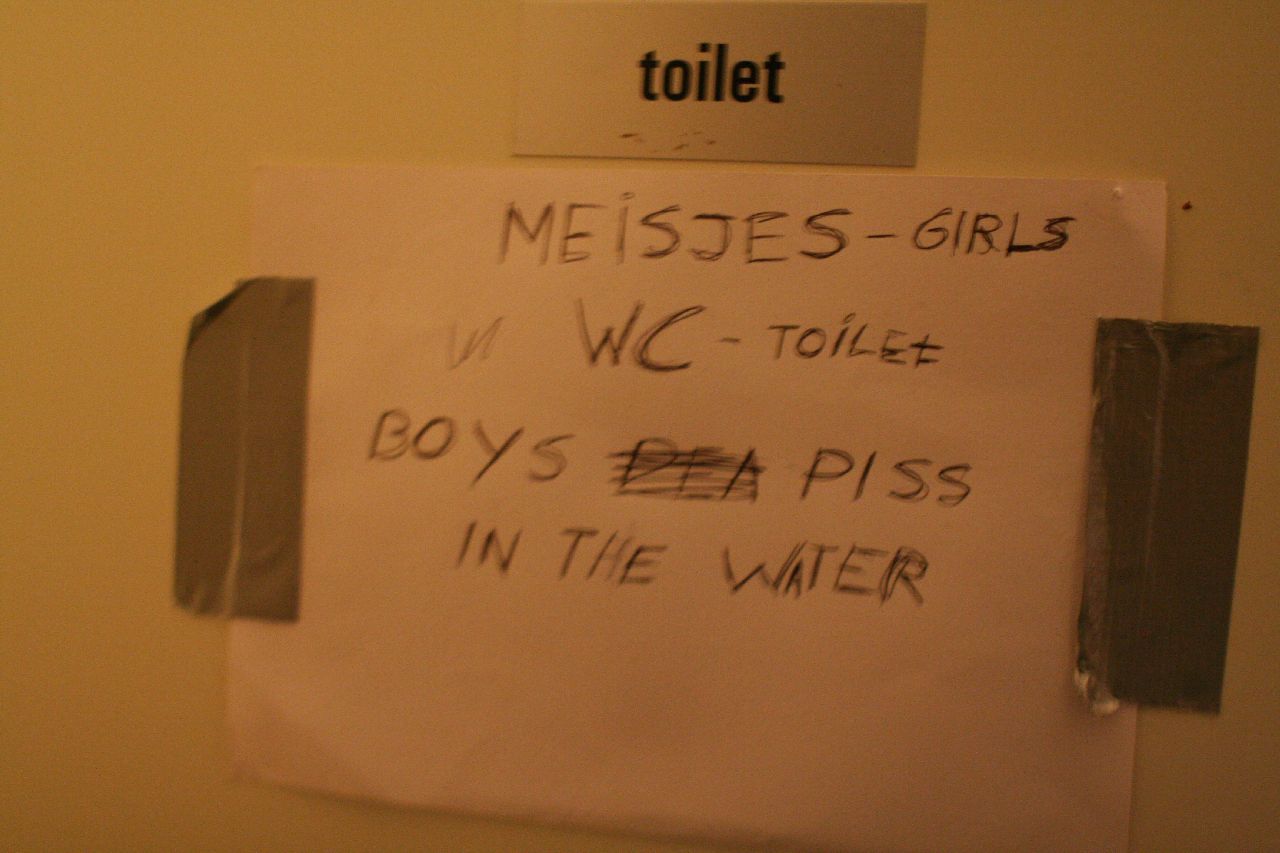 toilet
MEISJES - GIRLS
WC - TOILET
BOYS PISS
IN THE WATER